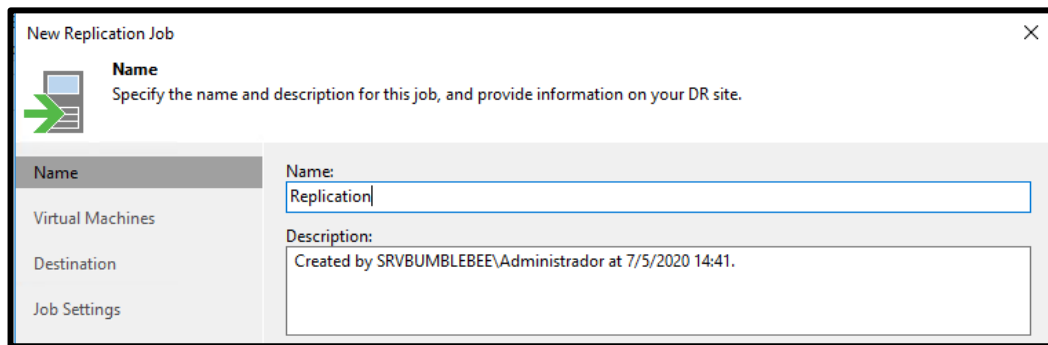 New Replication Job
Name
Specify the name and description for this job, and provide information on your DR site.
Name
Virtual Machines
Destination
Job Settings
Name:
Replication
Description:
Created by SRVBUMBLEBEE\Administrador at 7/5/2020 14:41.